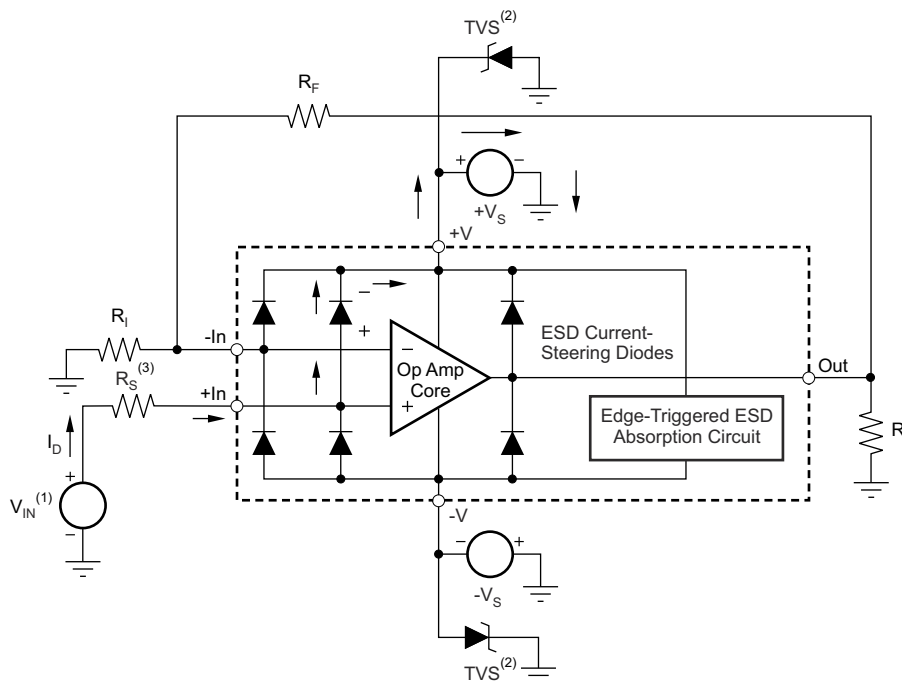 TVS(2)
RF
+ −
+VS
+V
−
+
RI
-In
ESD Current-
Steering Diodes
−
Op Amp
Core
+
Out
RS(3)
+In
Edge-Triggered ESD
Absorption Circuit
R
ID
+
VIN(1)
−
-V
− +
-VS
TVS(2)